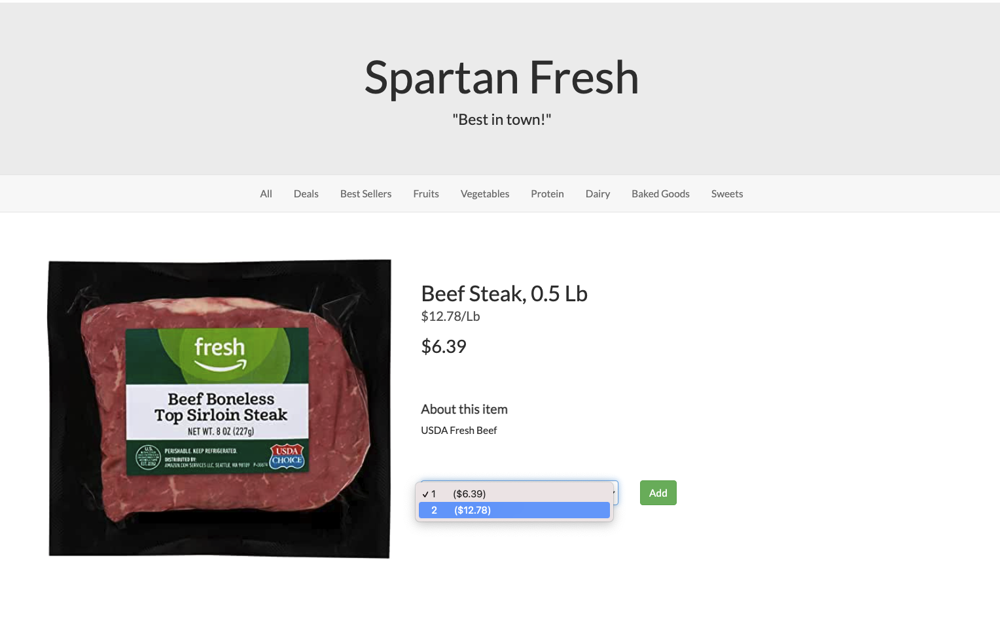 Spartan Fresh
"Best in town!"
All Deals Best Sellers Fruits Vegetables Protein Dairy Baked Goods Sweets
fresh
Beef Boneless
Top Sirloin Steak
NET WT. 8 OZ (227g)
U.S.
PERISHABLE. KEEP REFRIGERATED.
DISTRIBUTED BY:
AMAZON.COM SERVICES LLC, SEATTLE, WA 98109
USDA
CHOICE
Beef Steak, 0.5 Lb
$12.78/Lb
$6.39
About this item
USDA Fresh Beef
✓ 1 ($6.39)
2 ($12.78)
Add